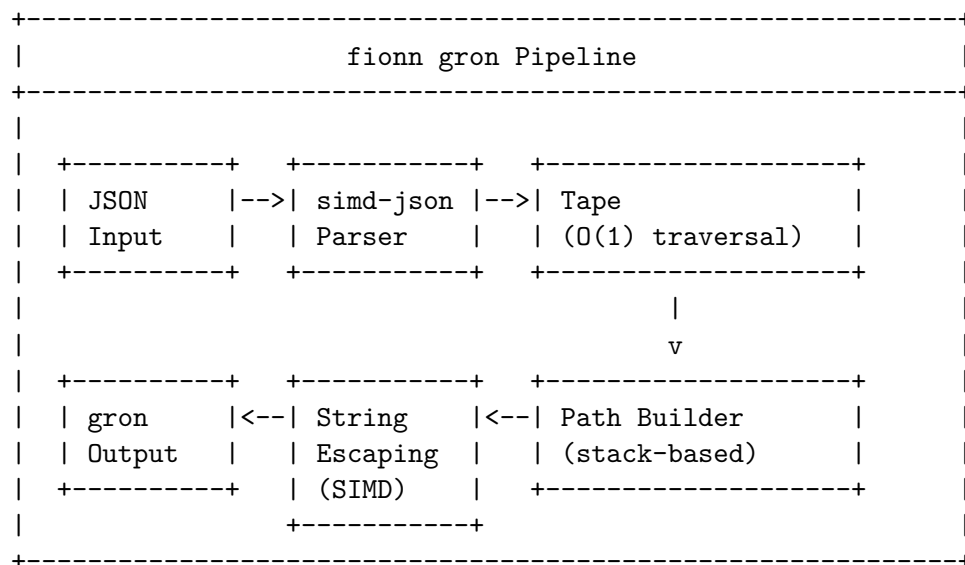 fionn gron Pipeline
JSON simd-json Tape
Input Parser (O(1) traversal)
v
gron String Path Builder
Output Escaping (stack-based)
(SIMD)